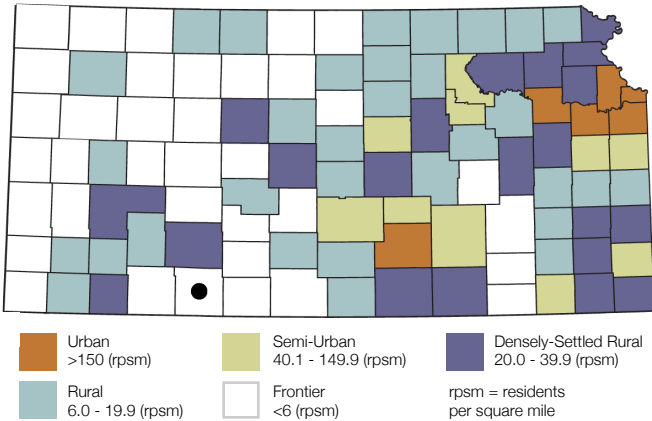 Urban
>150 (rpsm)
Semi-Urban
40.1 - 149.9 (rpsm)
Densely-Settled Rural
20.0 - 39.9 (rpsm)
Rural
6.0 - 19.9 (rpsm)
Frontier
<6 (rpsm)
rpsm = residents
per square mile